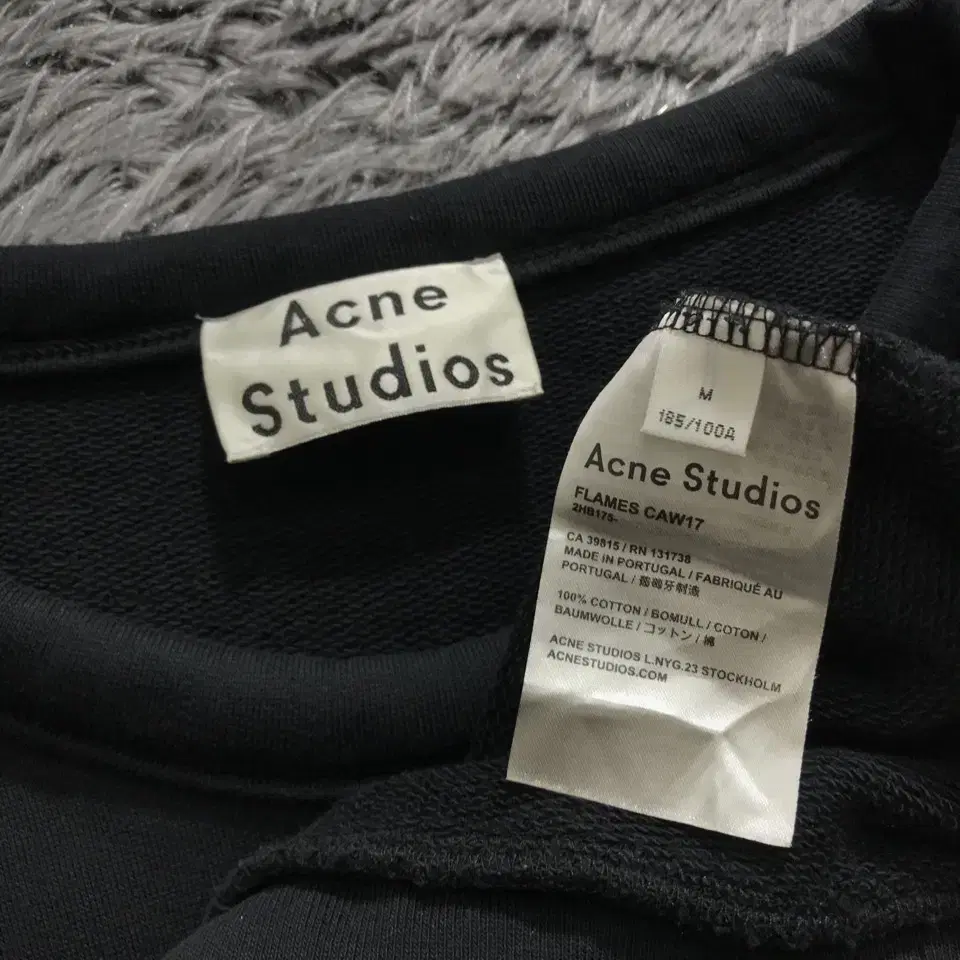 Acne
Studios
M
185/100A
Acne Studios
FLAMES CAW17
2HB175-
CA 39815 / RN 131738
MADE IN PORTUGAL / FABRIQUÉ AU
PORTUGAL / 葡萄牙制造
100% COTTON / BOMULL / COTON /
BAUMWOLLE / コットン / 棉
ACNE STUDIOS L.NYG.23 STOCKHOLM
ACNESTUDIOS.COM